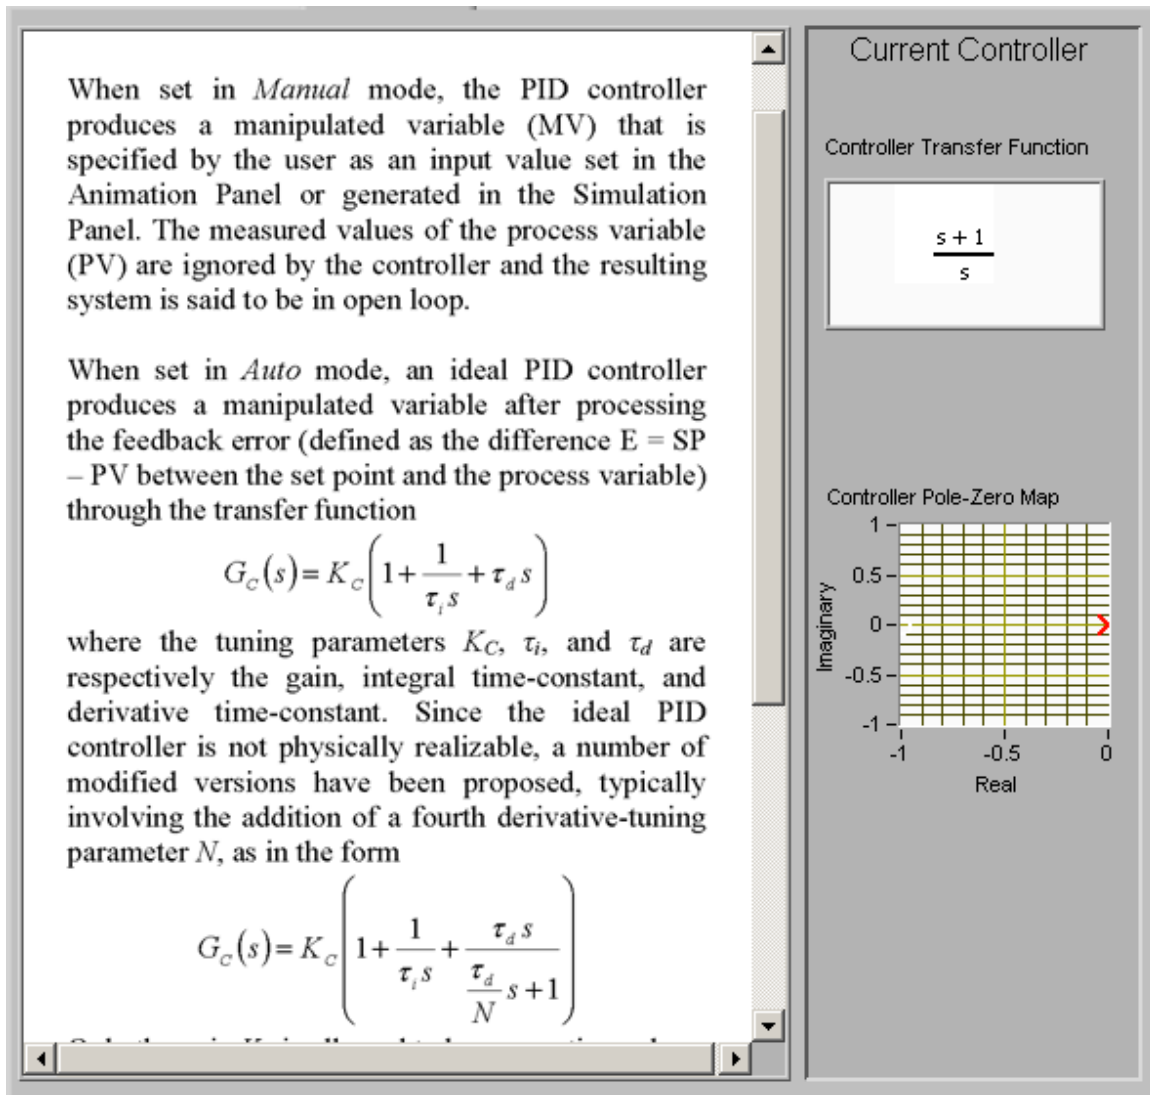 When set in Manual mode, the PID controller
produces a manipulated variable (MV) that is
specified by the user as an input value set in the
Animation Panel or generated in the Simulation
Panel. The measured values of the process variable
(PV) are ignored by the controller and the resulting
system is said to be in open loop.
When set in Auto mode, an ideal PID controller
produces a manipulated variable after processing
the feedback error (defined as the difference E = SP
– PV between the set point and the process variable)
through the transfer function
G_C(s) = K_C(1 + 1/(τ_i s) + τ_d s)
where the tuning parameters K_C, τ_i, and τ_d are
respectively the gain, integral time-constant, and
derivative time-constant. Since the ideal PID
controller is not physically realizable, a number of
modified versions have been proposed, typically
involving the addition of a fourth derivative-tuning
parameter N, as in the form
G_C(s) = K_C(1 + 1/(τ_i s) + τ_d s/((τ_d/N) s + 1))
Current Controller
Controller Transfer Function
s + 1
s
Controller Pole-Zero Map
1
0.5
0
-0.5
-1
Imaginary
-1 -0.5 0
Real